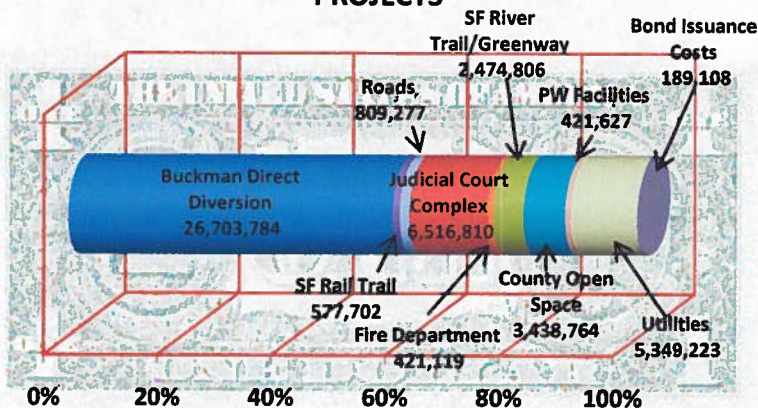 PROJECTS
SF River
Trail/Greenway
2,474,806
Bond Issuance
Costs
189,108
Roads,
809,277
PW Facilities
421,627
Buckman Direct
Diversion
26,703,784
Judicial Court
Complex
6,516,810
SF Rail Trail
577,702
Fire Department
421,119
County Open
Space
3,438,764
Utilities
5,349,223
0% 20% 40% 60% 80% 100%